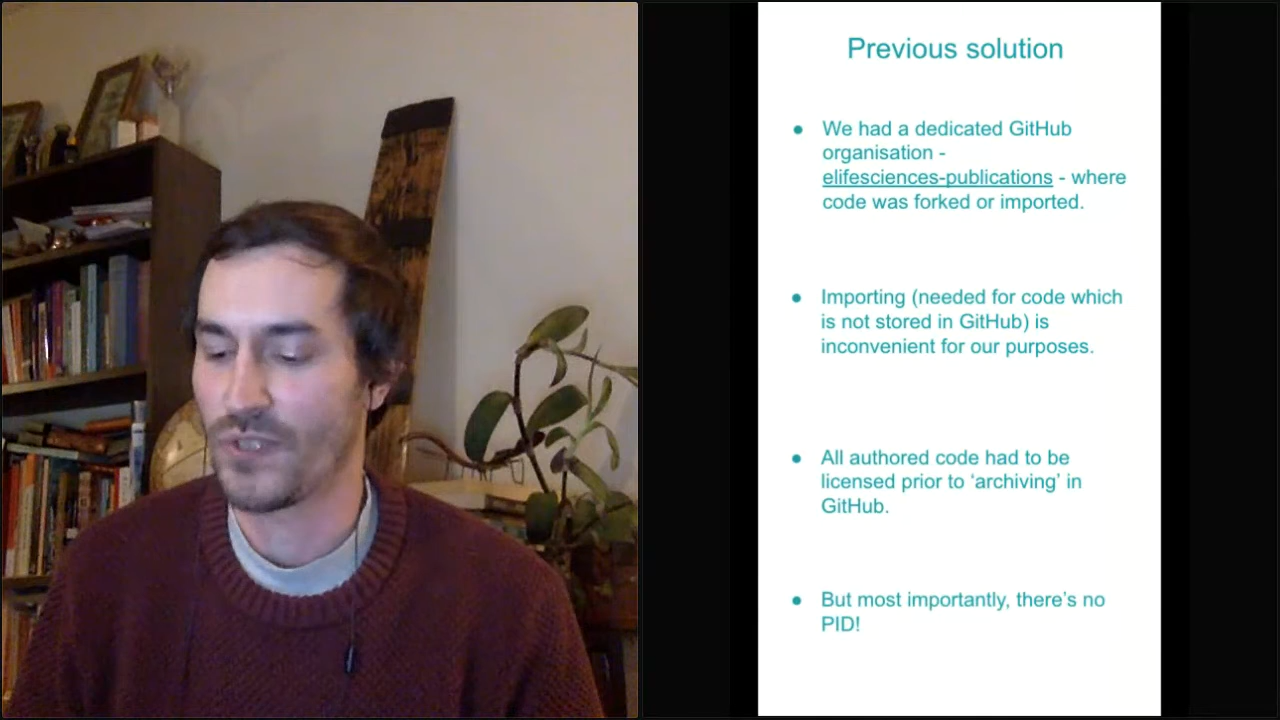 Previous solution
● We had a dedicated GitHub
organisation -
elifesciences-publications - where
code was forked or imported.
● Importing (needed for code which
is not stored in GitHub) is
inconvenient for our purposes.
● All authored code had to be
licensed prior to ‘archiving’ in
GitHub.
● But most importantly, there’s no
PID!